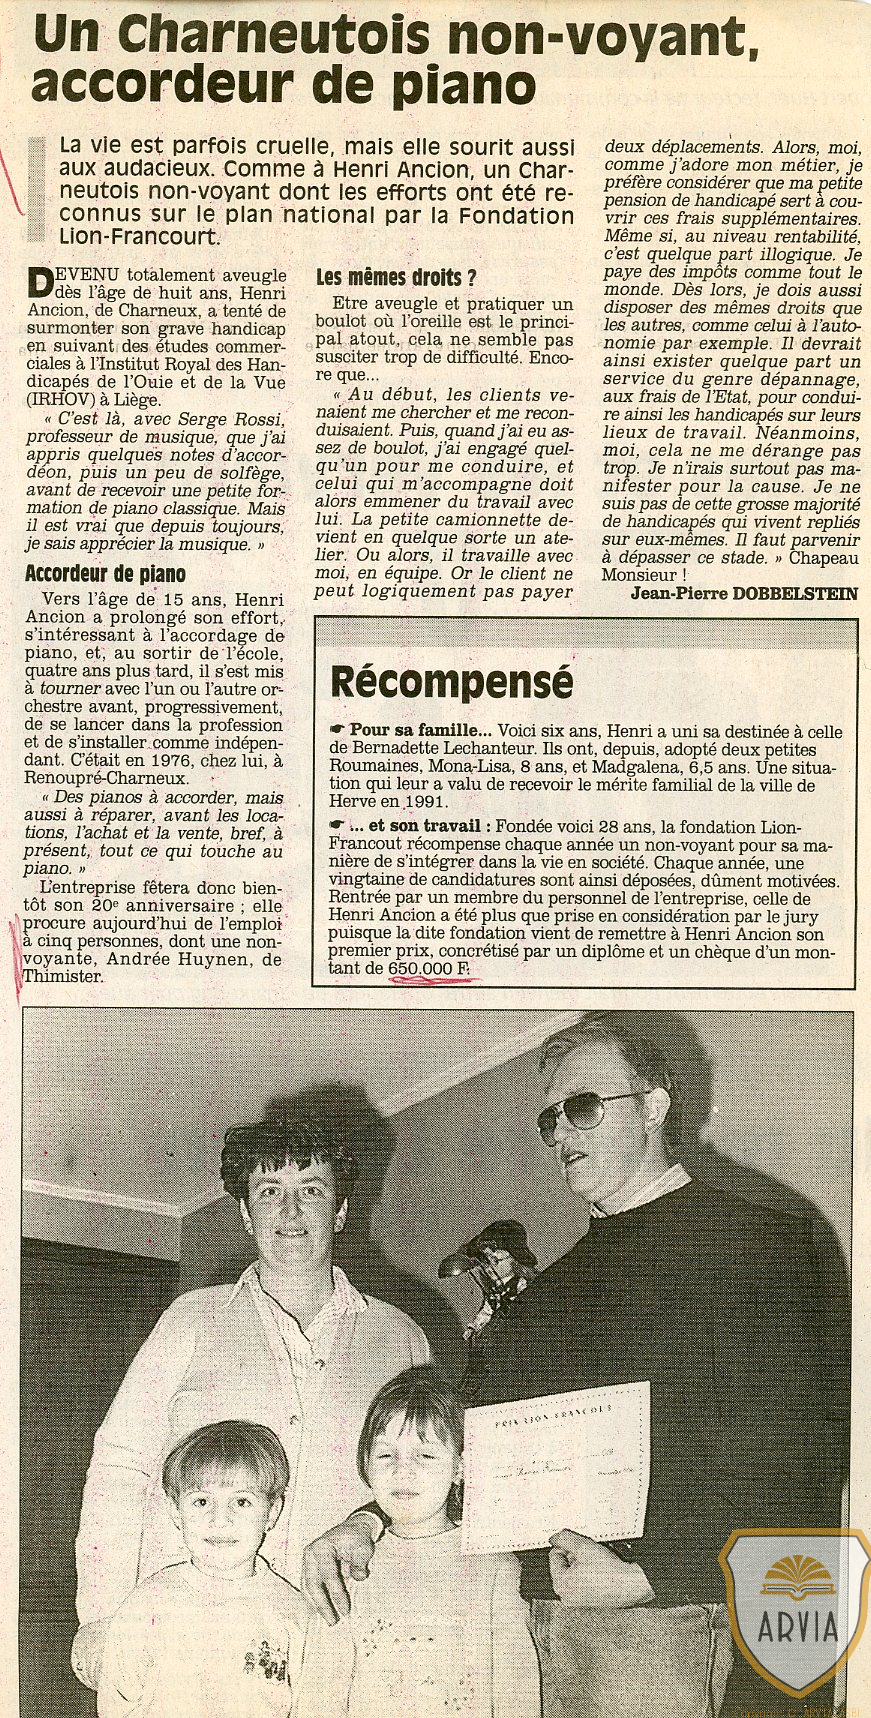 Un Charneutois non-voyant,
accordeur de piano
La vie est parfois cruelle, mais elle sourit aussi
aux audacieux. Comme à Henri Ancion, un Char-
neutois non-voyant dont les efforts ont été re-
connus sur le plan national par la Fondation
Lion-Francourt.
DEVENU totalement aveugle
dès l'âge de huit ans, Henri
Ancion, de Charneux, a tenté de
surmonter son grave handicap
en suivant des études commer-
ciales à l'Institut Royal des Han-
dicapés de l'Ouie et de la Vue
(IRHOV) à Liège.
« C'est là, avec Serge Rossi,
professeur de musique, que j'ai
appris quelques notes d'accor-
déon, puis un peu de solfège,
avant de recevoir une petite for-
mation de piano classique. Mais
il est vrai que depuis toujours,
je sais apprécier la musique. »
Accordeur de piano
Vers l'âge de 15 ans, Henri
Ancion a prolongé son effort,
s'intéressant à l'accordage de
piano, et, au sortir de l'école,
quatre ans plus tard, il s'est mis
à tourner avec l'un ou l'autre or-
chestre avant, progressivement,
de se lancer dans la profession
et de s'installer comme indépen-
dant. C'était en 1976, chez lui, à
Renoupré-Charneux.
« Des pianos à accorder, mais
aussi à réparer, avant les loca-
tions, l'achat et la vente, bref, à
présent, tout ce qui touche au
piano. »
L'entreprise fêtera donc bien-
tôt son 20e anniversaire ; elle
procure aujourd'hui de l'emploi
à cinq personnes, dont une non-
voyante, Andrée Huynen, de
Thimister.
Les mêmes droits ?
Etre aveugle et pratiquer un
boulot où l'oreille est le princi-
pal atout, cela ne semble pas
susciter trop de difficulté. Enco-
re que...
« Au début, les clients ve-
naient me chercher et me recon-
duisaient. Puis, quand j'ai eu as-
sez de boulot, j'ai engagé quel-
qu'un pour me conduire, et
celui qui m'accompagne doit
alors emmener du travail avec
lui. La petite camionnette de-
vient en quelque sorte un ate-
lier. Ou alors, il travaille avec
moi, en équipe. Or le client ne
peut logiquement pas payer
deux déplacements. Alors, moi,
comme j'adore mon métier, je
préfère considérer que ma petite
pension de handicapé sert à cou-
vrir ces frais supplémentaires.
Même si, au niveau rentabilité,
c'est quelque part illogique. Je
paye des impôts comme tout le
monde. Dès lors, je dois aussi
disposer des mêmes droits que
les autres, comme celui à l'auto-
nomie par exemple. Il devrait
ainsi exister quelque part un
service du genre dépannage,
aux frais de l'Etat, pour condui-
re ainsi les handicapés sur leurs
lieux de travail. Néanmoins,
moi, cela ne me dérange pas
trop. Je n'irais surtout pas ma-
nifester pour la cause. Je ne
suis pas de cette grosse majorité
de handicapés qui vivent repliés
sur eux-mêmes. Il faut parvenir
à dépasser ce stade. » Chapeau
Monsieur !
Jean-Pierre DOBBELSTEIN
Récompensé
☛ Pour sa famille... Voici six ans, Henri a uni sa destinée à celle
de Bernadette Lechanteur. Ils ont, depuis, adopté deux petites
Roumaines, Mona-Lisa, 8 ans, et Madgalena, 6,5 ans. Une situa-
tion qui leur a valu de recevoir le mérite familial de la ville de
Herve en 1991.
☛ ... et son travail : Fondée voici 28 ans, la fondation Lion-
Francout récompense chaque année un non-voyant pour sa ma-
nière de s'intégrer dans la vie en société. Chaque année, une
vingtaine de candidatures sont ainsi déposées, dûment motivées.
Rentrée par un membre du personnel de l'entreprise, celle de
Henri Ancion a été plus que prise en considération par le jury
puisque la dite fondation vient de remettre à Henri Ancion son
premier prix, concrétisé par un diplôme et un chèque d'un mon-
tant de 650.000 F.
PRIX LION-FRANCOUT
ARVIA